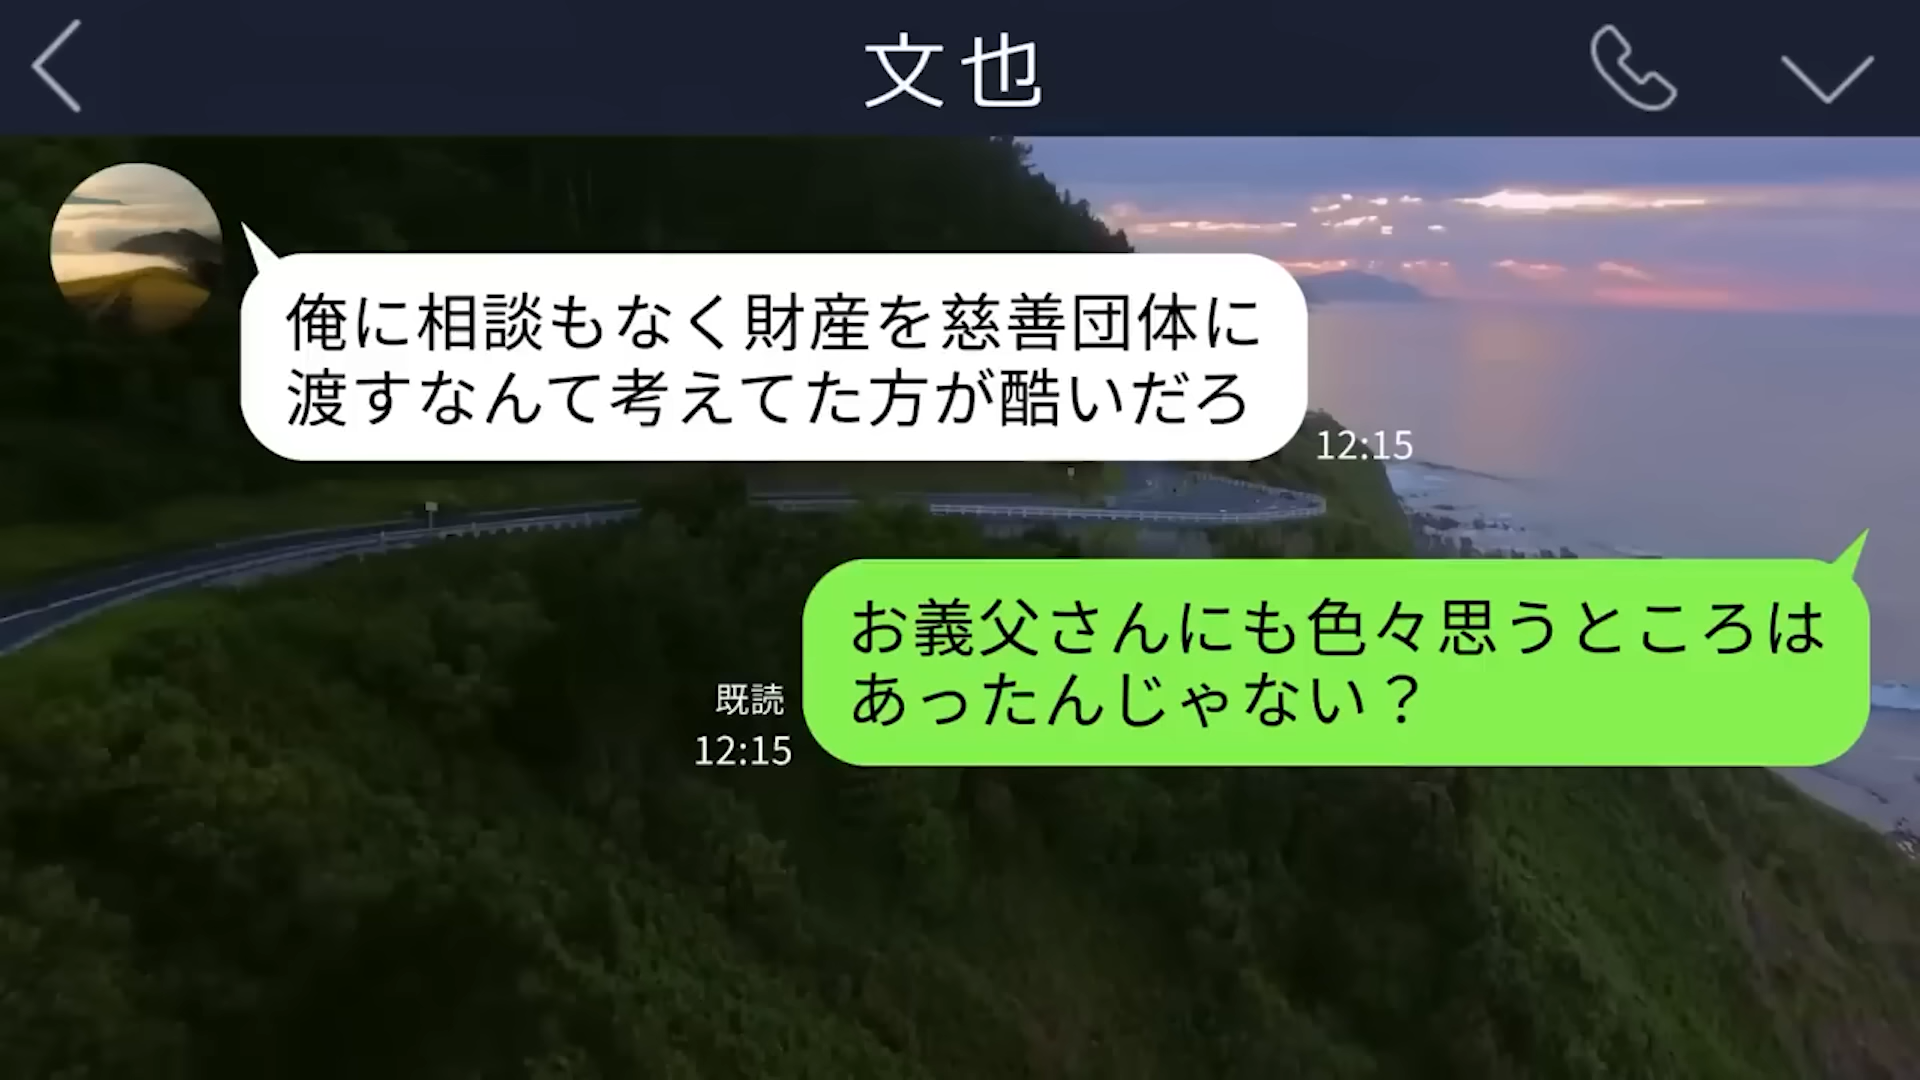 文也
俺に相談もなく財産を慈善団体に
渡すなんて考えてた方が酷いだろ
12:15
お義父さんにも色々思うところは
あったんじゃない？
既読
12:15